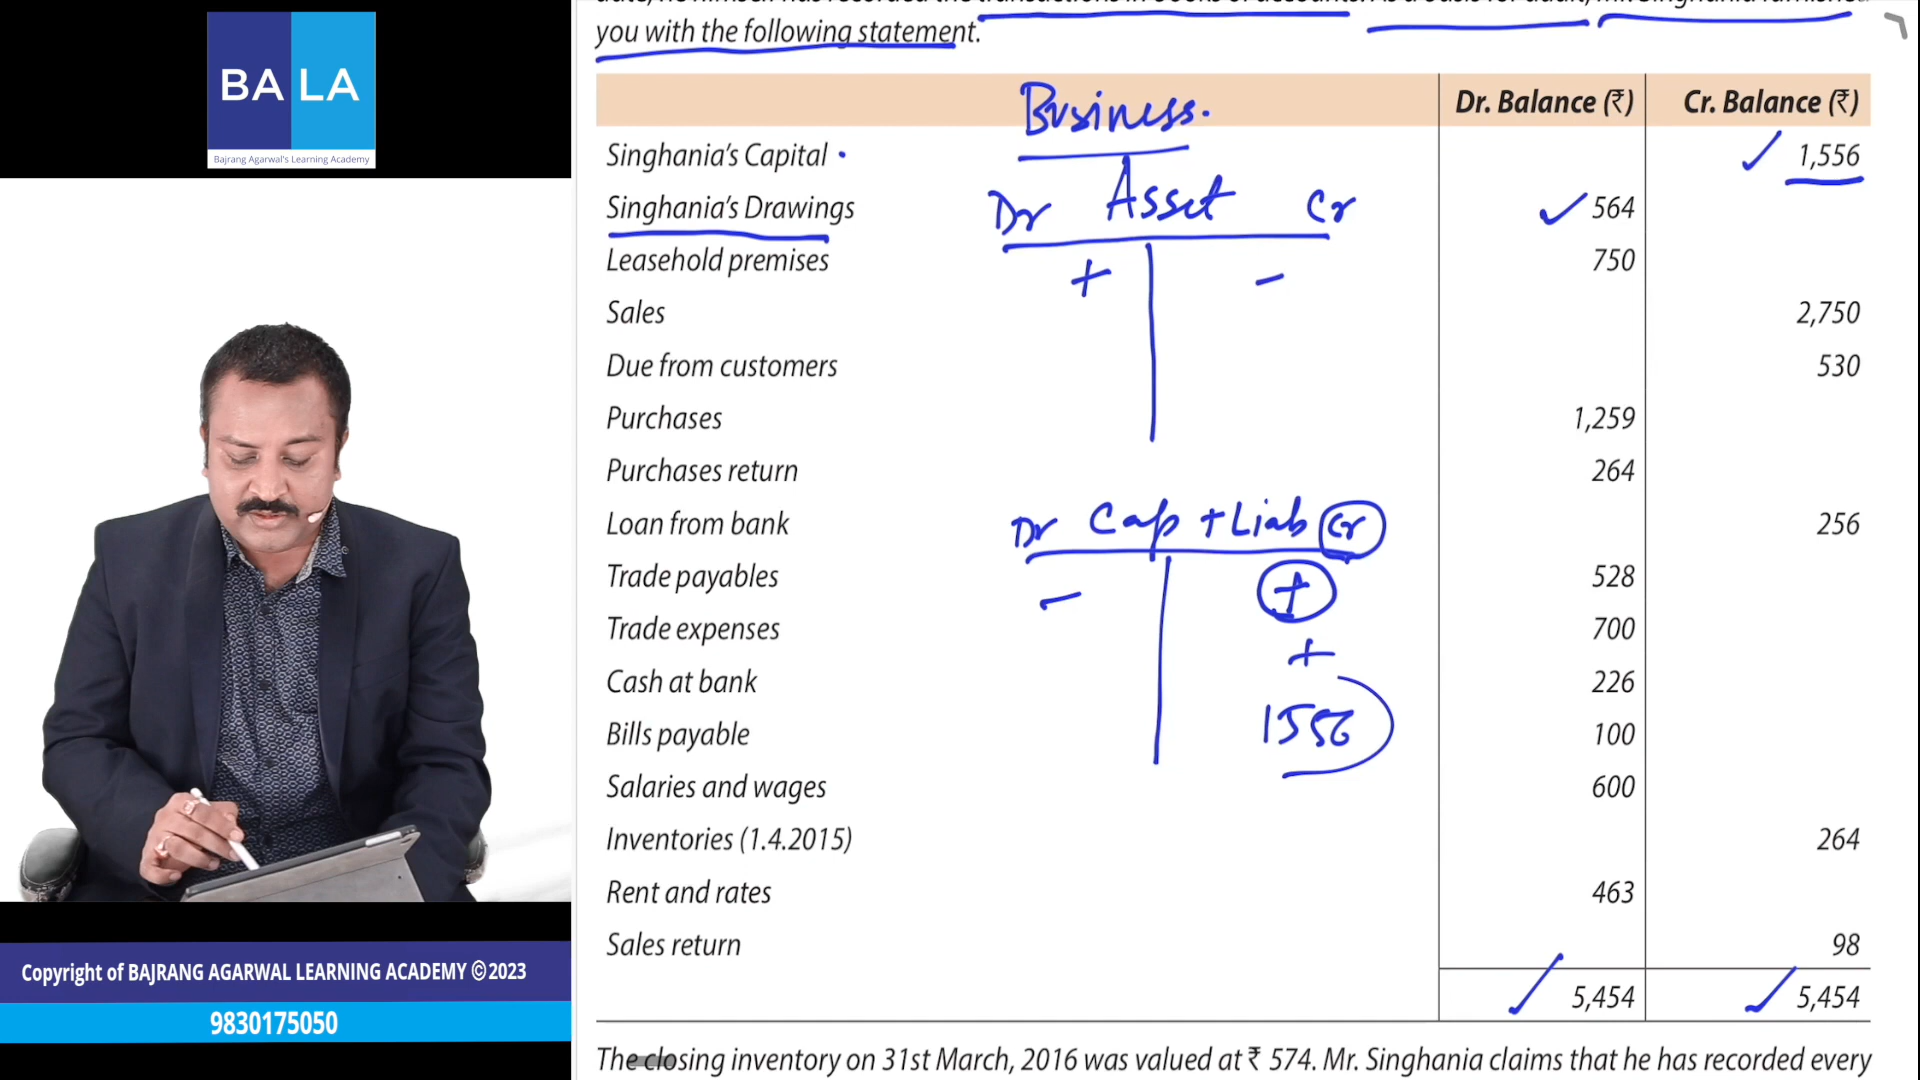 BALA
Bajrang Agarwal's Learning Academy
you with the following statement.
Business.
Dr. Balance (₹) Cr. Balance (₹)
Singhania's Capital 1,556
Dr Asset Cr
Singhania's Drawings 564
Leasehold premises 750
+ -
Sales 2,750
Due from customers 530
Purchases 1,259
Purchases return 264
Dr Cap + Liab Cr
Loan from bank 256
Trade payables 528
- +
Trade expenses 700
+
Cash at bank 226
1556
Bills payable 100
Salaries and wages 600
Inventories (1.4.2015) 264
Rent and rates 463
Sales return 98
5,454 5,454
The closing inventory on 31st March, 2016 was valued at ₹ 574. Mr. Singhania claims that he has recorded every
Copyright of BAJRANG AGARWAL LEARNING ACADEMY ©2023
9830175050